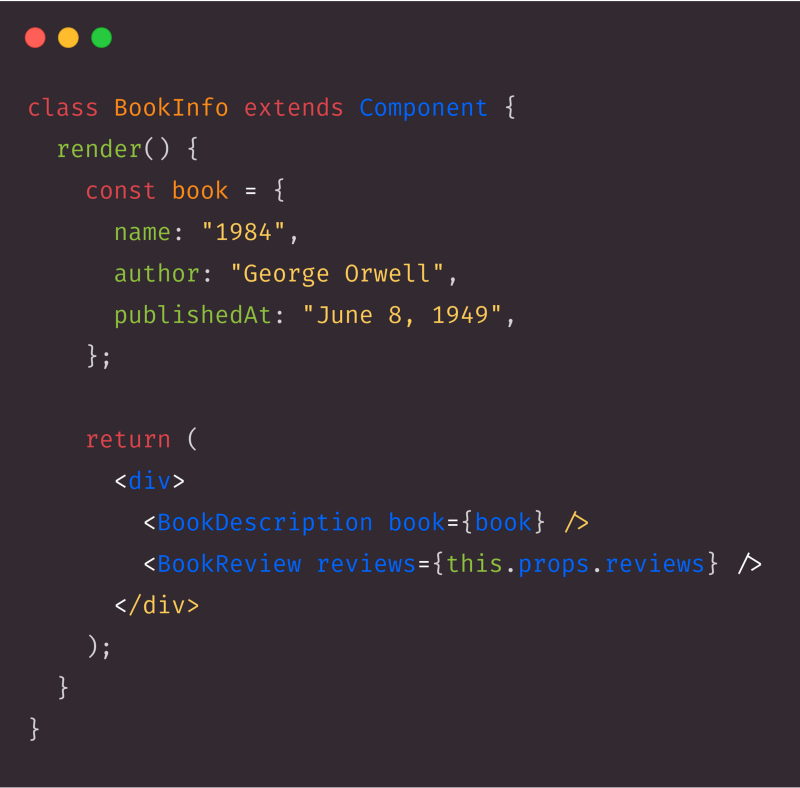 class BookInfo extends Component {
  render() {
    const book = {
      name: "1984",
      author: "George Orwell",
      publishedAt: "June 8, 1949",
    };

    return (
      <div>
        <BookDescription book={book} />
        <BookReview reviews={this.props.reviews} />
      </div>
    );
  }
}